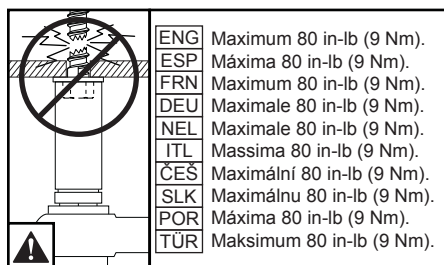 ENG Maximum 80 in-lb (9 Nm).
ESP Máxima 80 in-lb (9 Nm).
FRN Maximum 80 in-lb (9 Nm).
DEU Maximale 80 in-lb (9 Nm).
NEL Maximale 80 in-lb (9 Nm).
ITL Massima 80 in-lb (9 Nm).
ČEŠ Maximální 80 in-lb (9 Nm).
SLK Maximálnu 80 in-lb (9 Nm).
POR Máxima 80 in-lb (9 Nm).
TÜR Maksimum 80 in-lb (9 Nm).